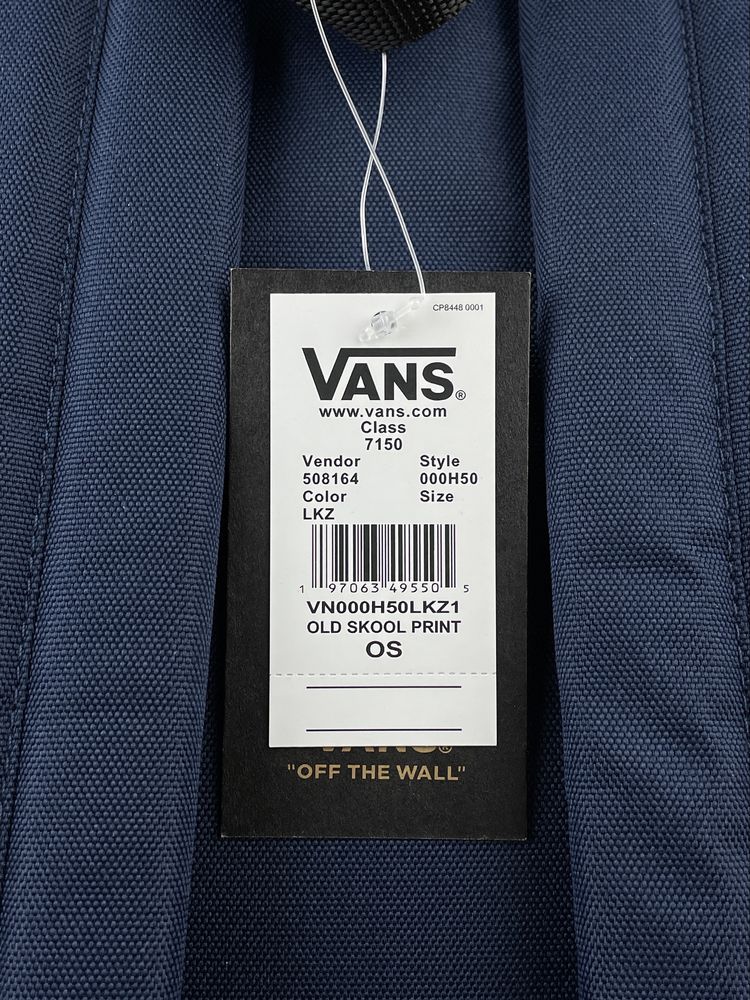 CP8448 0001
VANS®
www.vans.com
Class
7150
Vendor Style
508164 000H50
Color Size
LKZ
1 97063 49550 5
VN000H50LKZ1
OLD SKOOL PRINT
OS
VANS®
"OFF THE WALL"